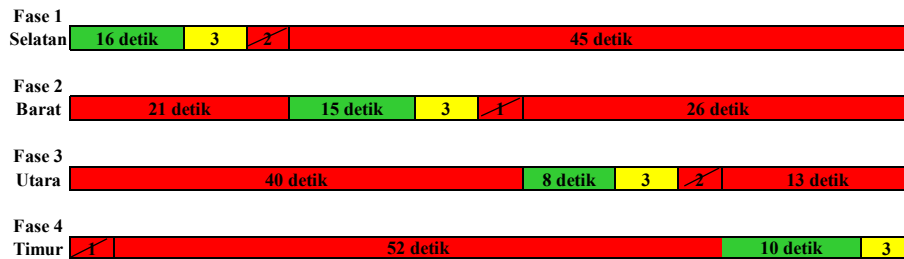 Fase 1
Selatan 16 detik 3 2 45 detik
Fase 2
Barat 21 detik 15 detik 3 1 26 detik
Fase 3
Utara 40 detik 8 detik 3 2 13 detik
Fase 4
Timur 1 52 detik 10 detik 3